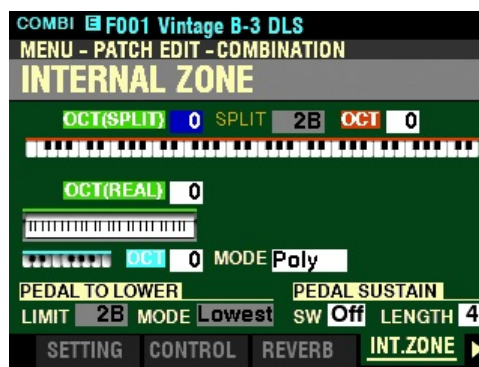 COMBI E F001 Vintage B-3 DLS
MENU - PATCH EDIT - COMBINATION
INTERNAL ZONE
OCT(SPLIT) 0 SPLIT 2B OCT 0
OCT(REAL) 0
OCT 0 MODE Poly
PEDAL TO LOWER PEDAL SUSTAIN
LIMIT 2B MODE Lowest SW Off LENGTH 4
SETTING CONTROL REVERB INT.ZONE